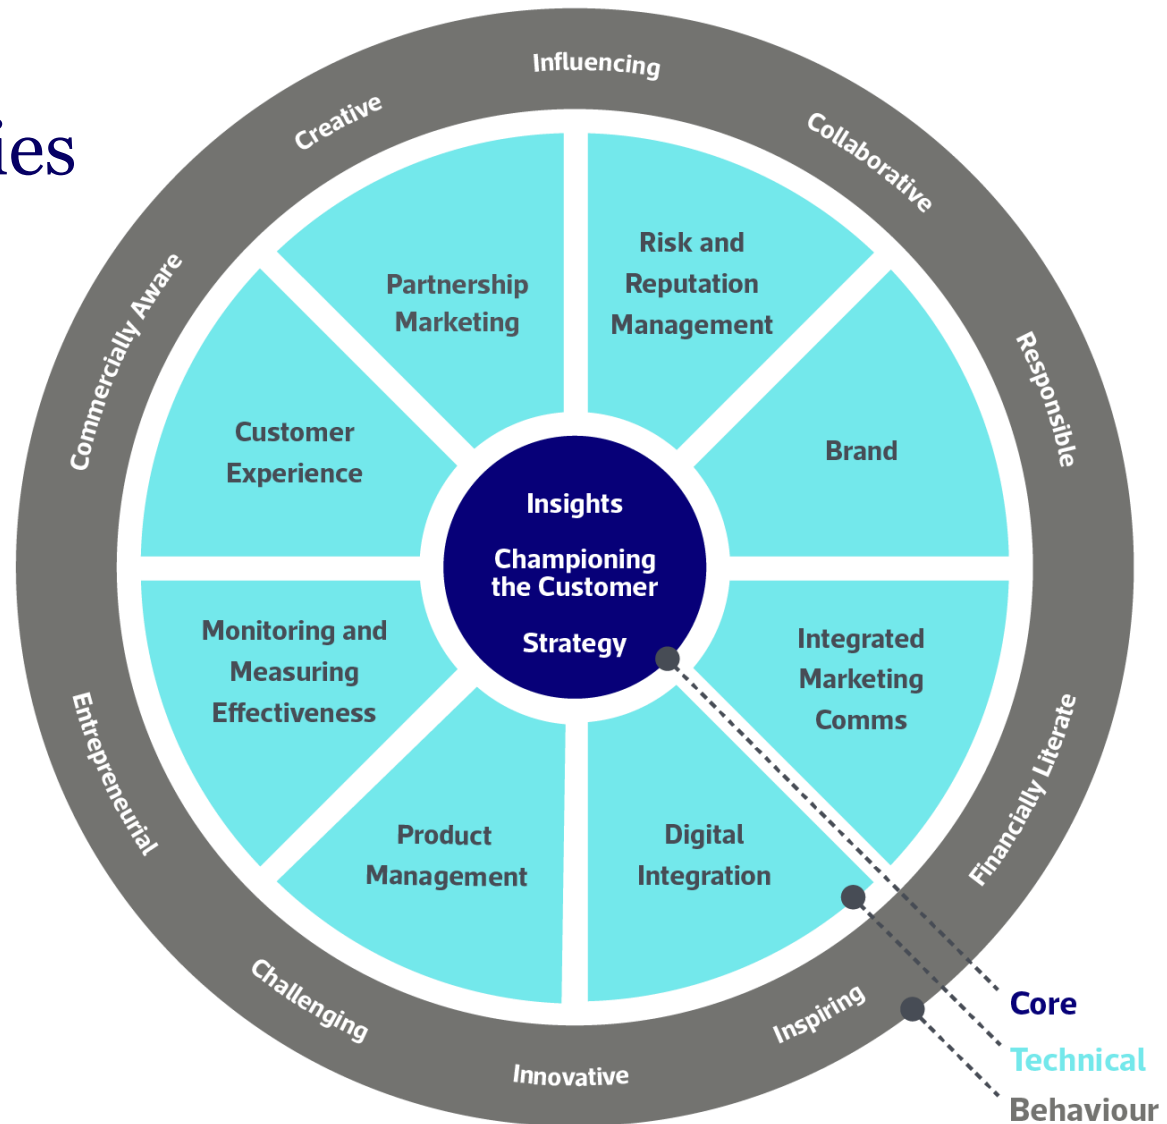 ies
Influencing
Creative
Collaborative
Commercially Aware
Responsible
Entrepreneurial
Financially Literate
Challenging
Inspiring
Innovative
Partnership
Marketing
Risk and
Reputation
Management
Customer
Experience
Brand
Insights
Championing
the Customer
Strategy
Monitoring and
Measuring
Effectiveness
Integrated
Marketing
Comms
Product
Management
Digital
Integration
Core
Technical
Behaviour